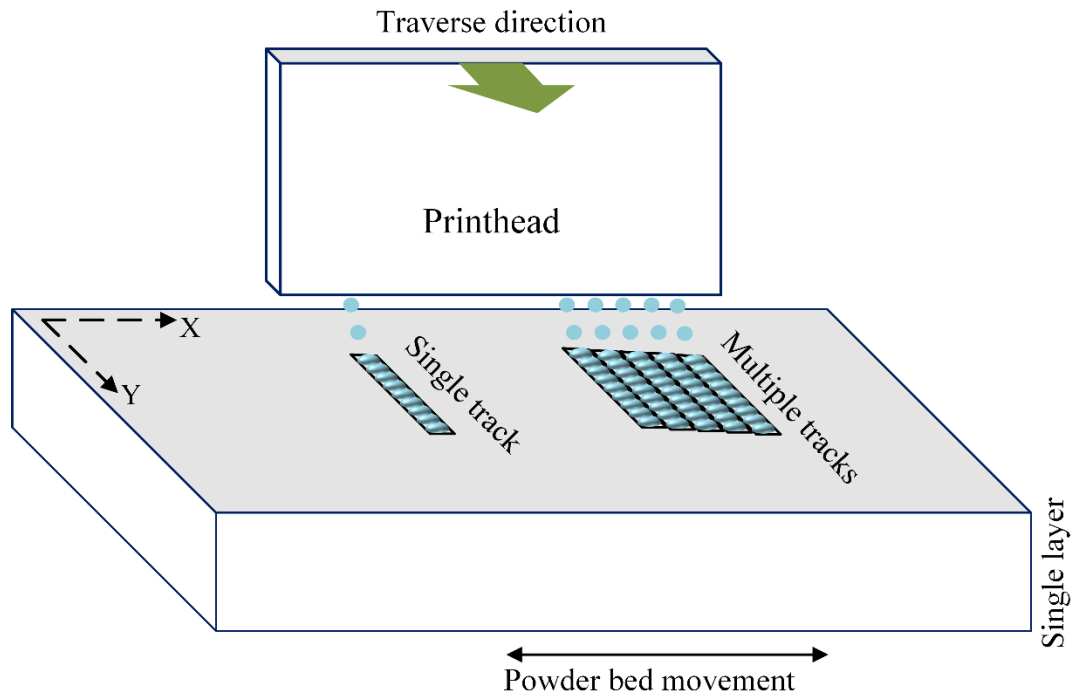 Traverse direction
Printhead
X
Y
Single track
Multiple tracks
Single layer
Powder bed movement